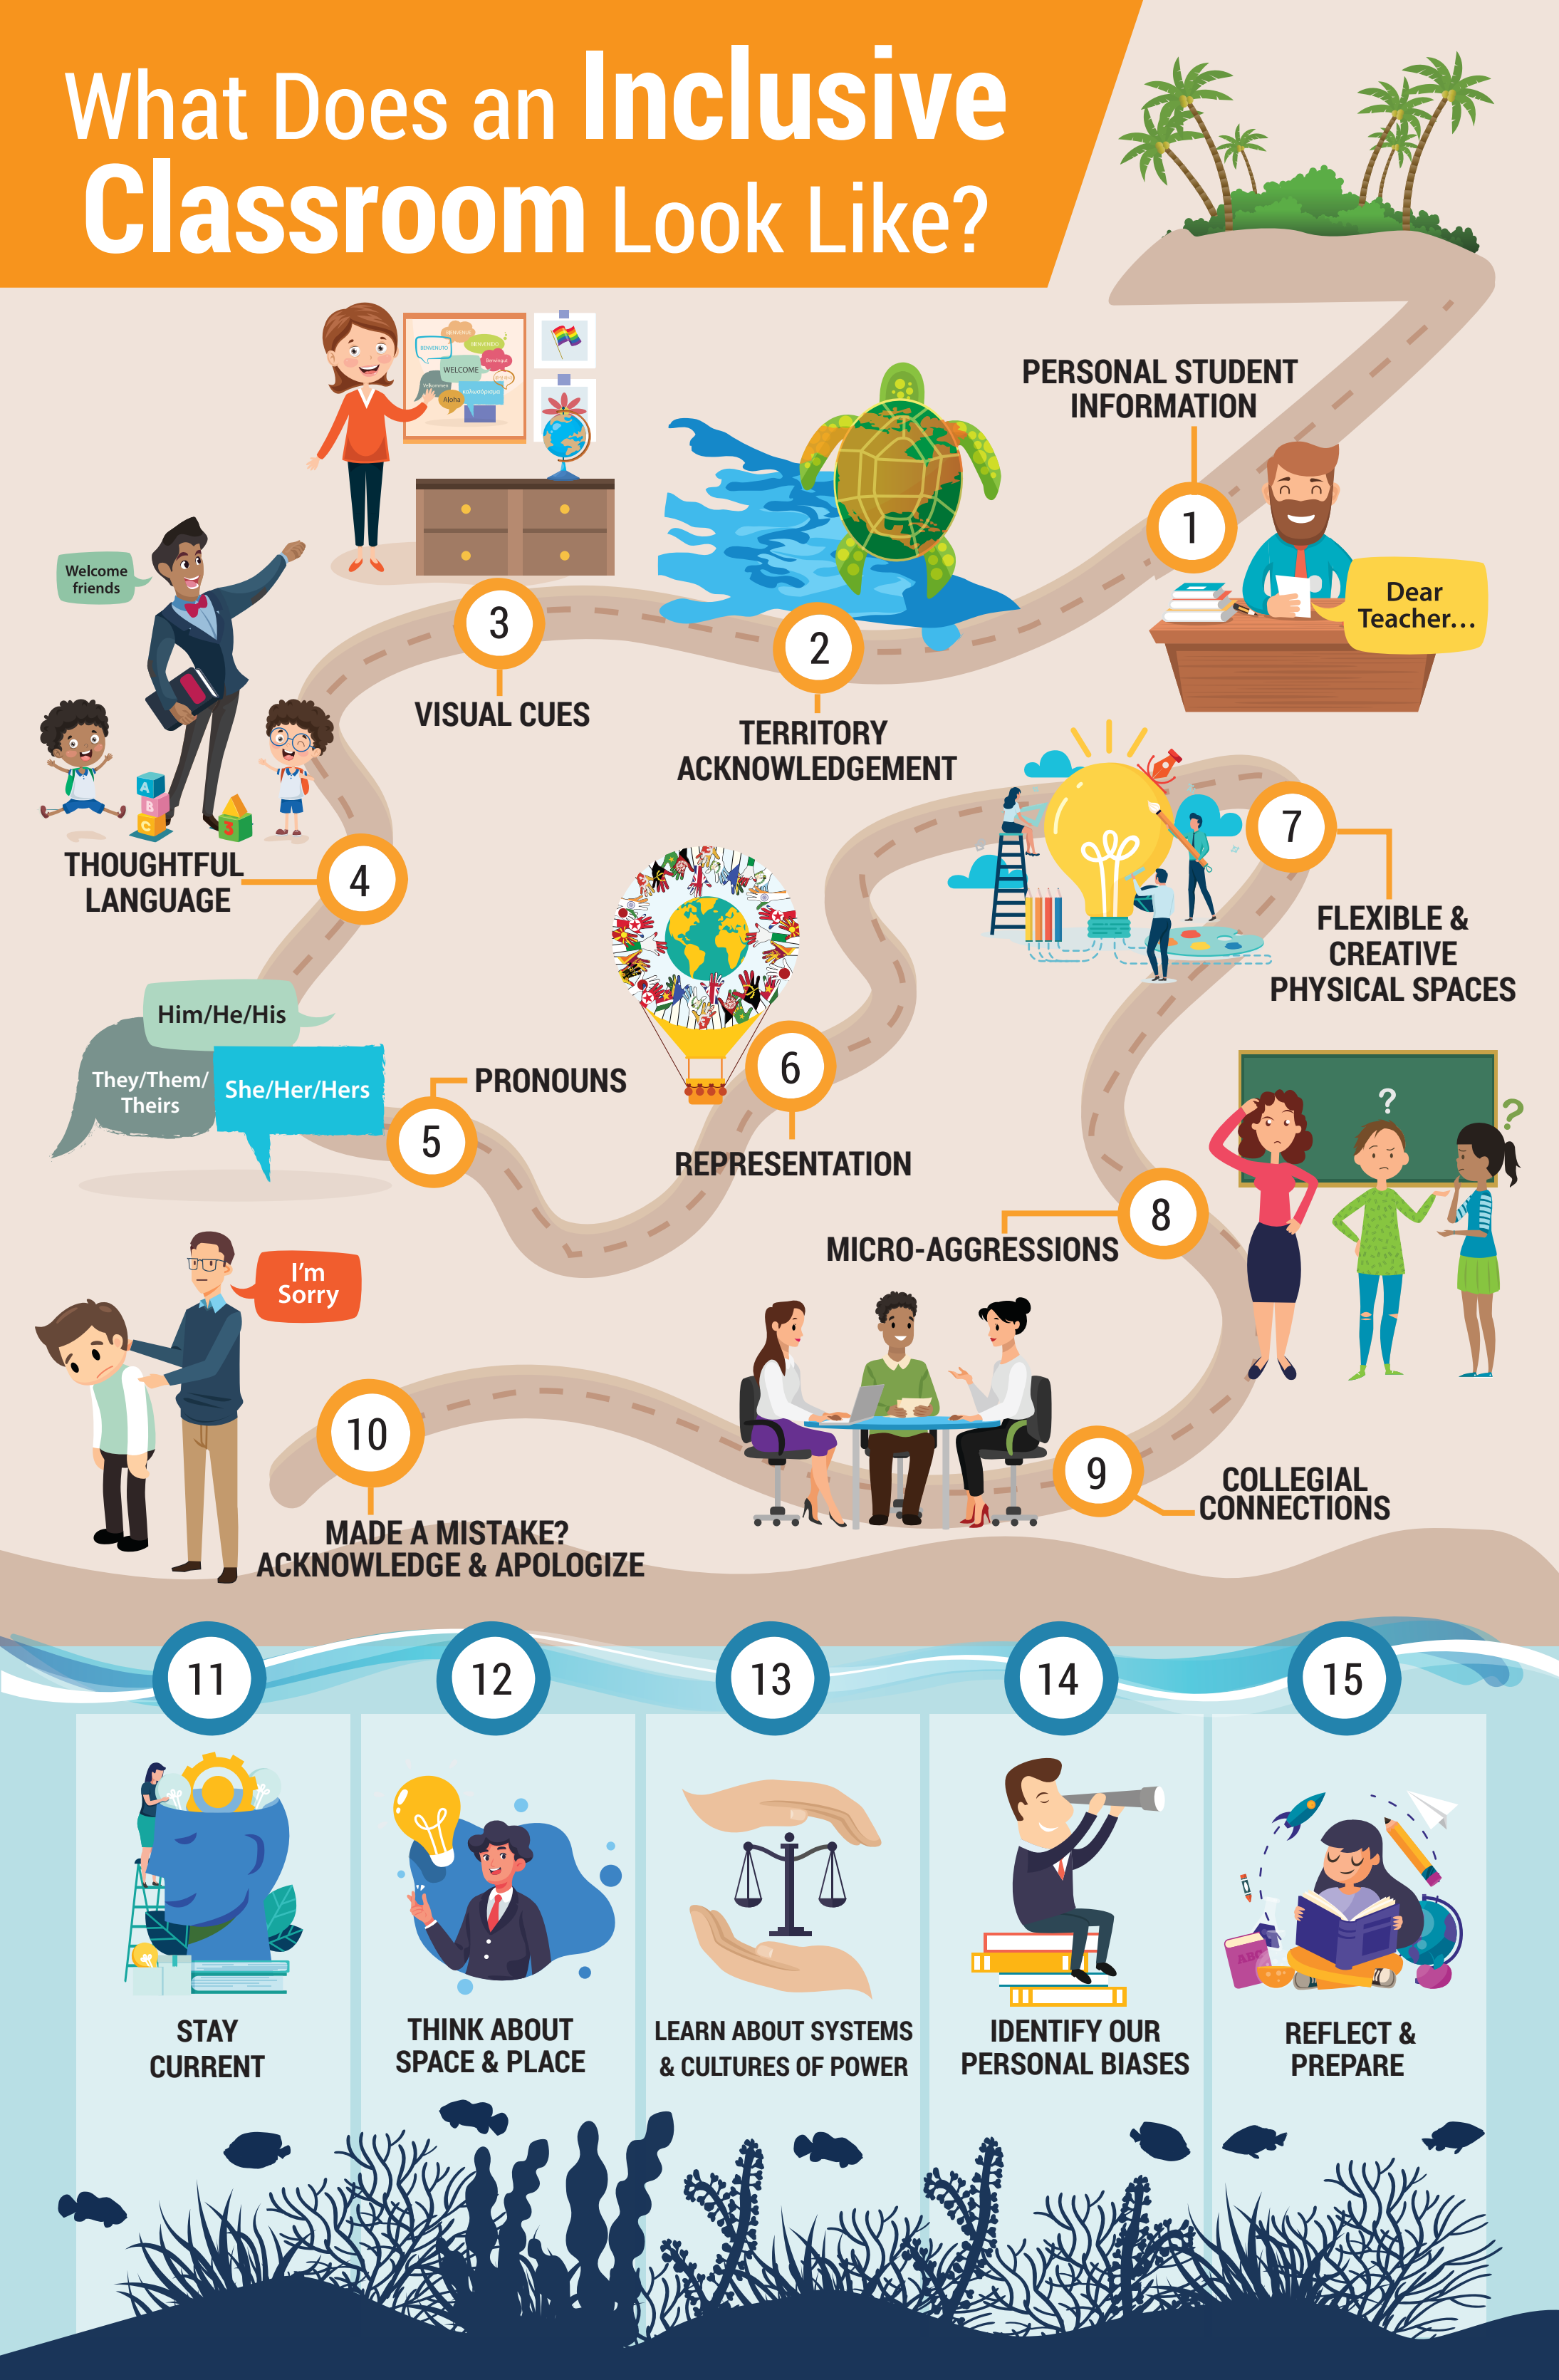 What Does an Inclusive
Classroom Look Like?
BENVENUTO
WELCOME
Aloha
PERSONAL STUDENT
INFORMATION
1
Dear
Teacher...
Welcome
friends
3
VISUAL CUES
2
TERRITORY
ACKNOWLEDGEMENT
A
B
C
3
THOUGHTFUL
LANGUAGE
4
7
FLEXIBLE &
CREATIVE
PHYSICAL SPACES
Him/He/His
They/Them/
Theirs
She/Her/Hers
PRONOUNS
5
6
REPRESENTATION
?
?
8
MICRO-AGGRESSIONS
I'm
Sorry
10
MADE A MISTAKE?
ACKNOWLEDGE & APOLOGIZE
9
COLLEGIAL
CONNECTIONS
11
12
13
14
15
ABC
STAY
CURRENT
THINK ABOUT
SPACE & PLACE
LEARN ABOUT SYSTEMS
& CULTURES OF POWER
IDENTIFY OUR
PERSONAL BIASES
REFLECT &
PREPARE